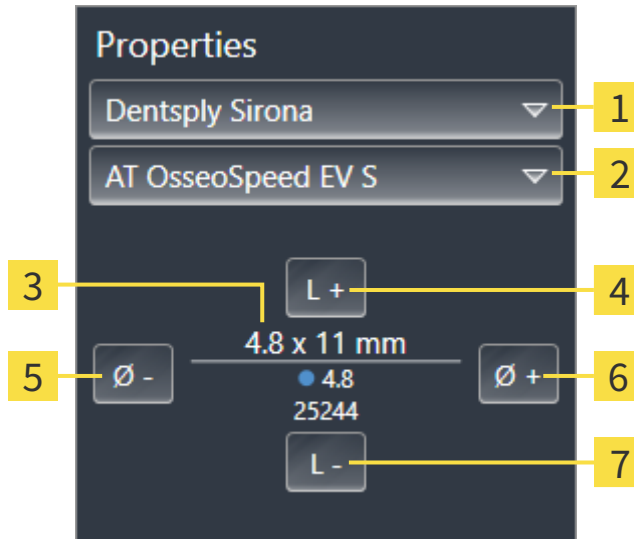 Properties
Dentsply Sirona
1
AT OsseoSpeed EV S
2
3
L +
4
4.8 x 11 mm
5
Ø -
4.8
Ø +
6
25244
L -
7